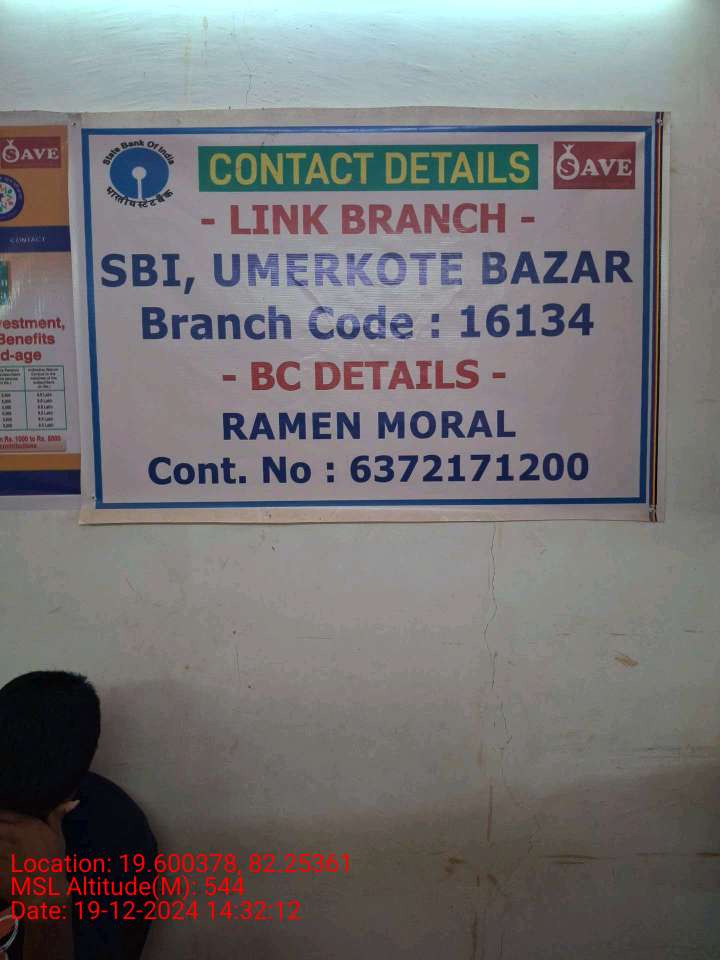 SAVE
CONTACT
estment,
Benefits
d-age
State Bank Of India
भारतीय स्टेट बैंक
CONTACT DETAILS
SAVE
- LINK BRANCH -
SBI, UMERKOTE BAZAR
Branch Code : 16134
- BC DETAILS -
RAMEN MORAL
Cont. No : 6372171200
Location: 19.600378, 82.25361
MSL Altitude(M): 544
Date: 19-12-2024 14:32:12